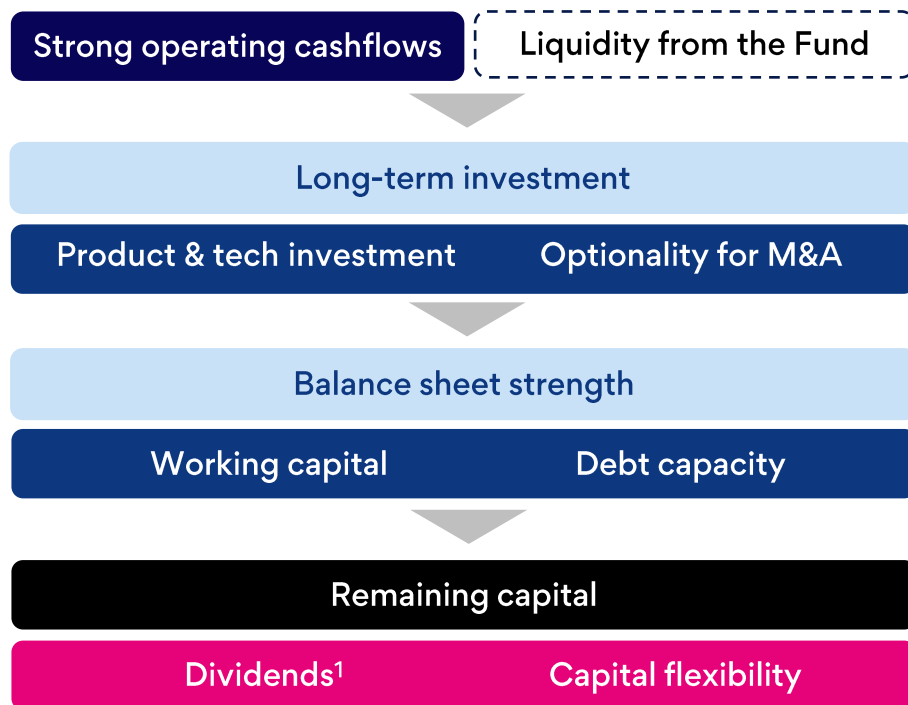 Strong operating cashflows
Liquidity from the Fund
Long-term investment
Product & tech investment
Optionality for M&A
Balance sheet strength
Working capital
Debt capacity
Remaining capital
Dividends¹
Capital flexibility